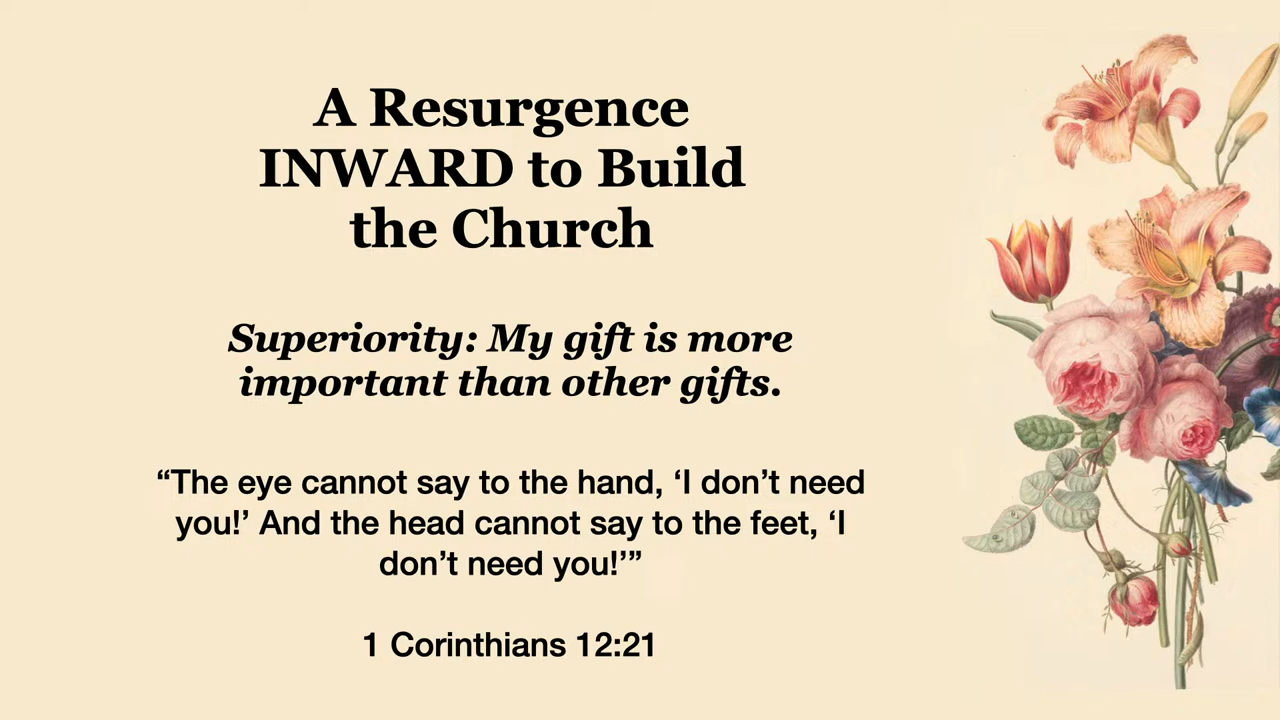 A Resurgence
INWARD to Build
the Church
Superiority: My gift is more
important than other gifts.
“The eye cannot say to the hand, ‘I don’t need
you!’ And the head cannot say to the feet, ‘I
don’t need you!’”
1 Corinthians 12:21